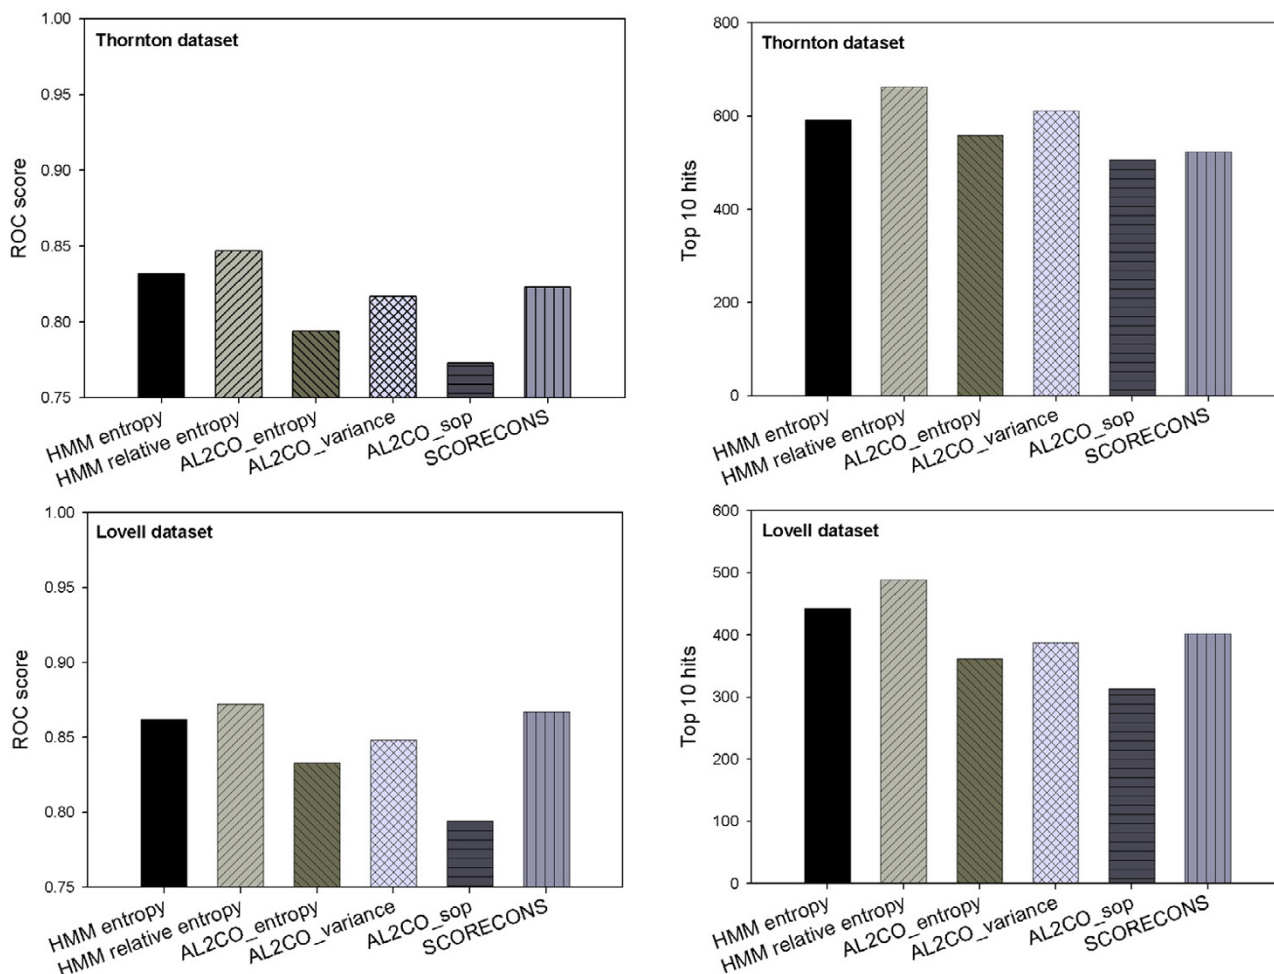 Thornton dataset
ROC score
1.00
0.95
0.90
0.85
0.80
0.75
HMM entropy
HMM relative entropy
AL2CO_entropy
AL2CO_variance
AL2CO_sop
SCORECONS
Thornton dataset
Top 10 hits
800
600
400
200
0
HMM entropy
HMM relative entropy
AL2CO_entropy
AL2CO_variance
AL2CO_sop
SCORECONS
Lovell dataset
ROC score
1.00
0.95
0.90
0.85
0.80
0.75
HMM entropy
HMM relative entropy
AL2CO_entropy
AL2CO_variance
AL2CO_sop
SCORECONS
Lovell dataset
Top 10 hits
600
500
400
300
200
100
0
HMM entropy
HMM relative entropy
AL2CO_entropy
AL2CO_variance
AL2CO_sop
SCORECONS